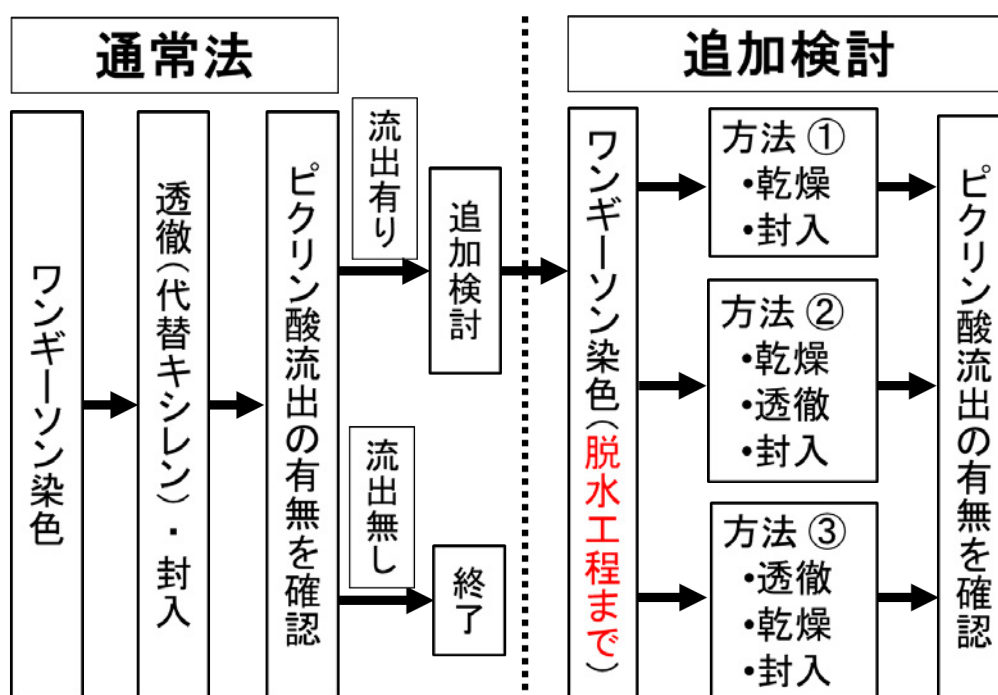 通常法
ワンギーソン染色
透徹(代替キシレン)・封入
ピクリン酸流出の有無を確認
流出有り
追加検討
流出無し
終了
追加検討
ワンギーソン染色(脱水工程まで)
方法 ①
•乾燥
•封入
方法 ②
•乾燥
•透徹
•封入
方法 ③
•透徹
•乾燥
•封入
ピクリン酸流出の有無を確認